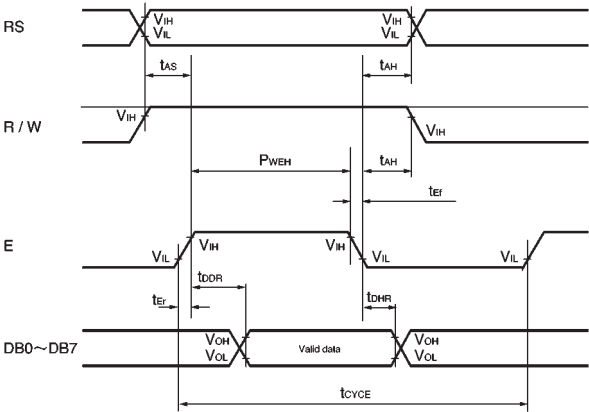 RS
VIH
VIL
VIH
VIL
tAS
tAH
R / W
VIH
VIH
PWEH
tAH
tEf
E
VIL
VIH
VIH
VIL
VIL
tDDR
tEr
tDHR
DB0～DB7
VOH
VOL
Valid data
VOH
VOL
tCYCE